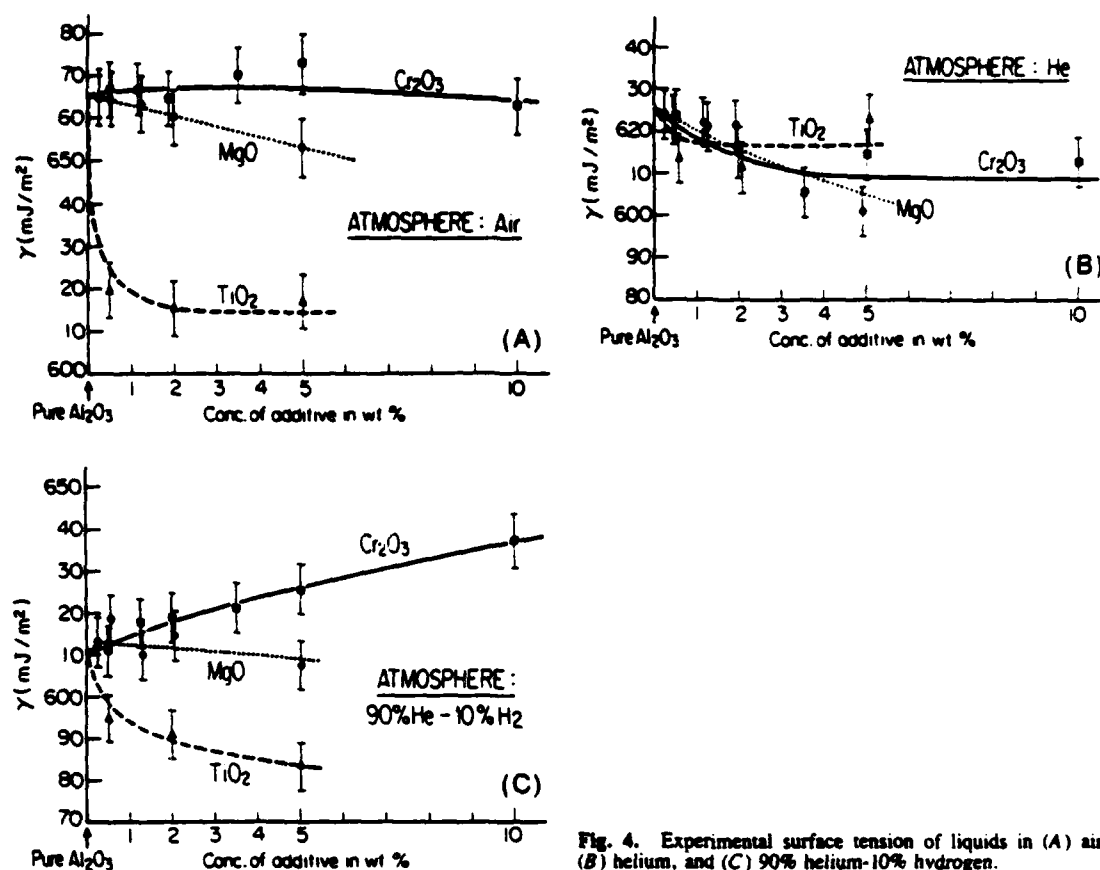 80
70
60
650
40
30
20
10
600
γ(mJ/m²)
Cr₂O₃
MgO
ATMOSPHERE : Air
TiO₂
(A)
1 2 3 4 5 10
Pure Al₂O₃
Conc. of additive in wt %
40
30
620
10
600
90
80
γ(mJ/m²)
ATMOSPHERE : He
TiO₂
Cr₂O₃
MgO
(B)
1 2 3 4 5 10
Pure Al₂O₃
Conc. of additive in wt %
650
40
30
20
10
600
90
80
70
γ(mJ/m²)
Cr₂O₃
MgO
ATMOSPHERE :
90%He-10%H₂
TiO₂
(C)
1 2 3 4 5 10
Pure Al₂O₃
Conc. of additive in wt %
Fig. 4. Experimental surface tension of liquids in (A) air
(B) helium, and (C) 90% helium-10% hydrogen.